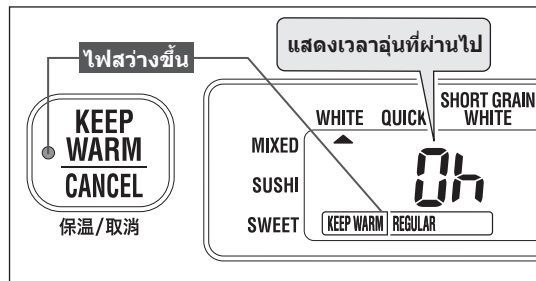 ไฟสว่างขึ้น
แสดงเวลาอุ่นที่ผ่านไป
KEEP
WARM
CANCEL
保温/取消
WHITE QUICK SHORT GRAIN
WHITE
MIXED
SUSHI
SWEET
0h
KEEP WARM REGULAR